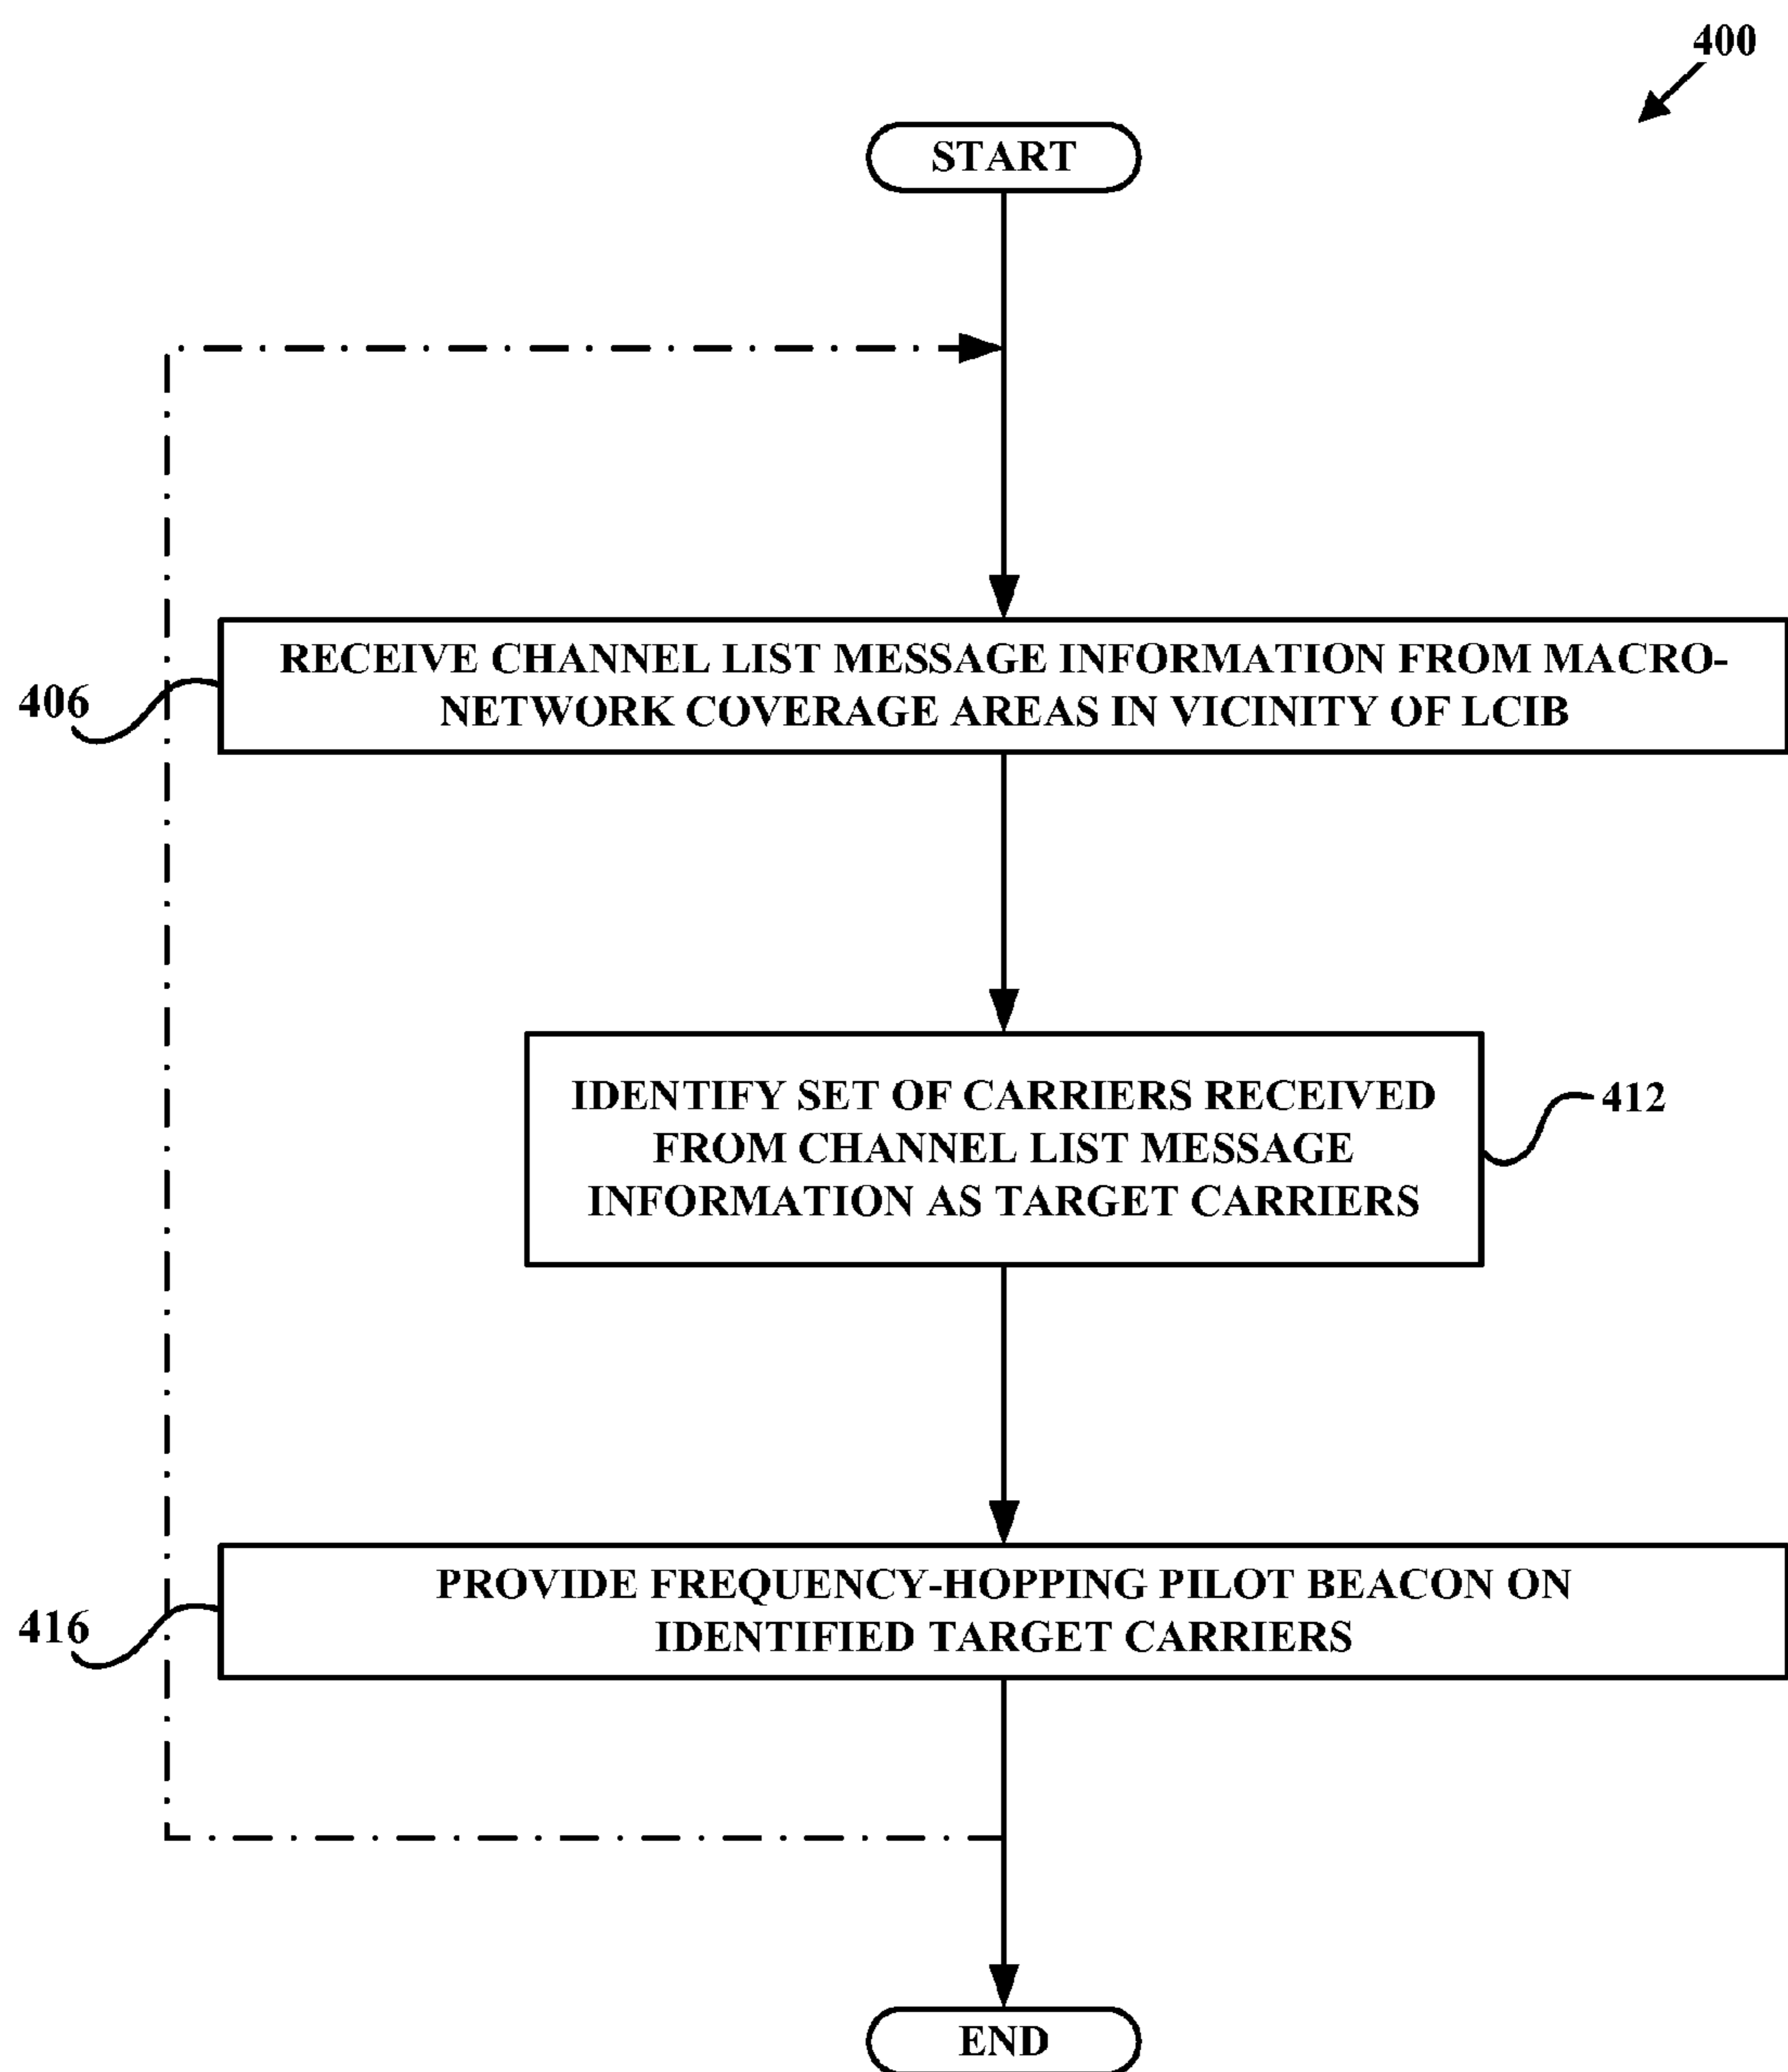 400
START
RECEIVE CHANNEL LIST MESSAGE INFORMATION FROM MACRO-
NETWORK COVERAGE AREAS IN VICINITY OF LCIB
406
IDENTIFY SET OF CARRIERS RECEIVED
FROM CHANNEL LIST MESSAGE
INFORMATION AS TARGET CARRIERS
412
PROVIDE FREQUENCY-HOPPING PILOT BEACON ON
IDENTIFIED TARGET CARRIERS
416
END